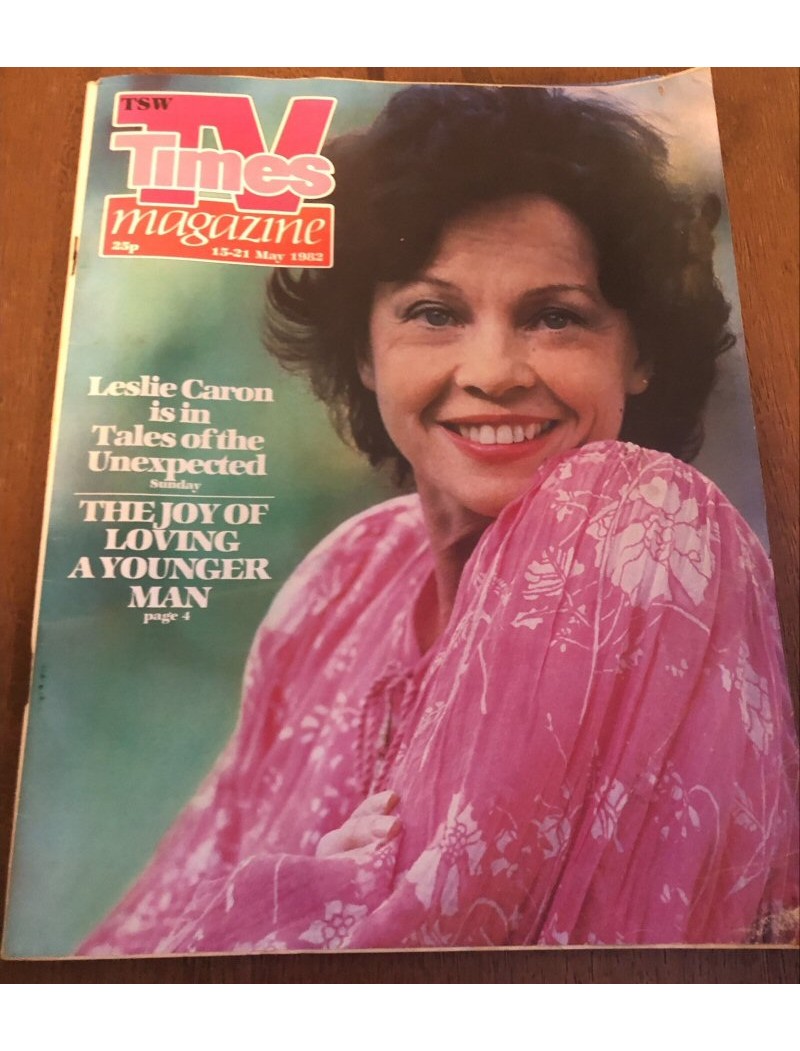 TSW
TV
Times
magazine
25p 15-21 May 1982
Leslie Caron
is in
Tales of the
Unexpected
Sunday
THE JOY OF
LOVING
A YOUNGER
MAN
page 4